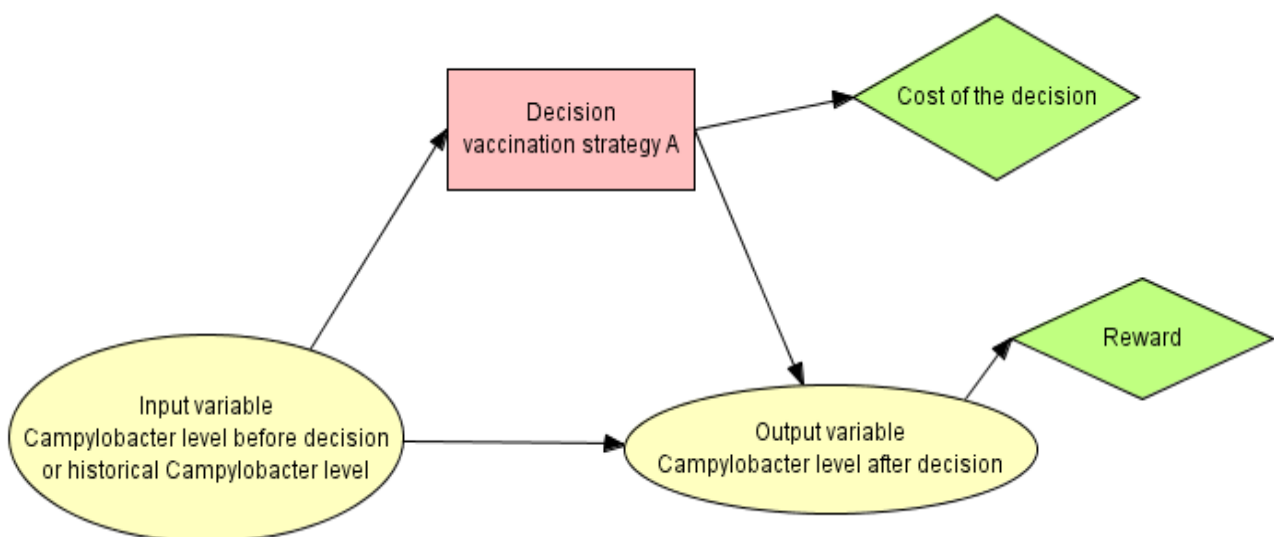 Decision
vaccination strategy A
Cost of the decision
Reward
Input variable
Campylobacter level before decision
or historical Campylobacter level
Output variable
Campylobacter level after decision